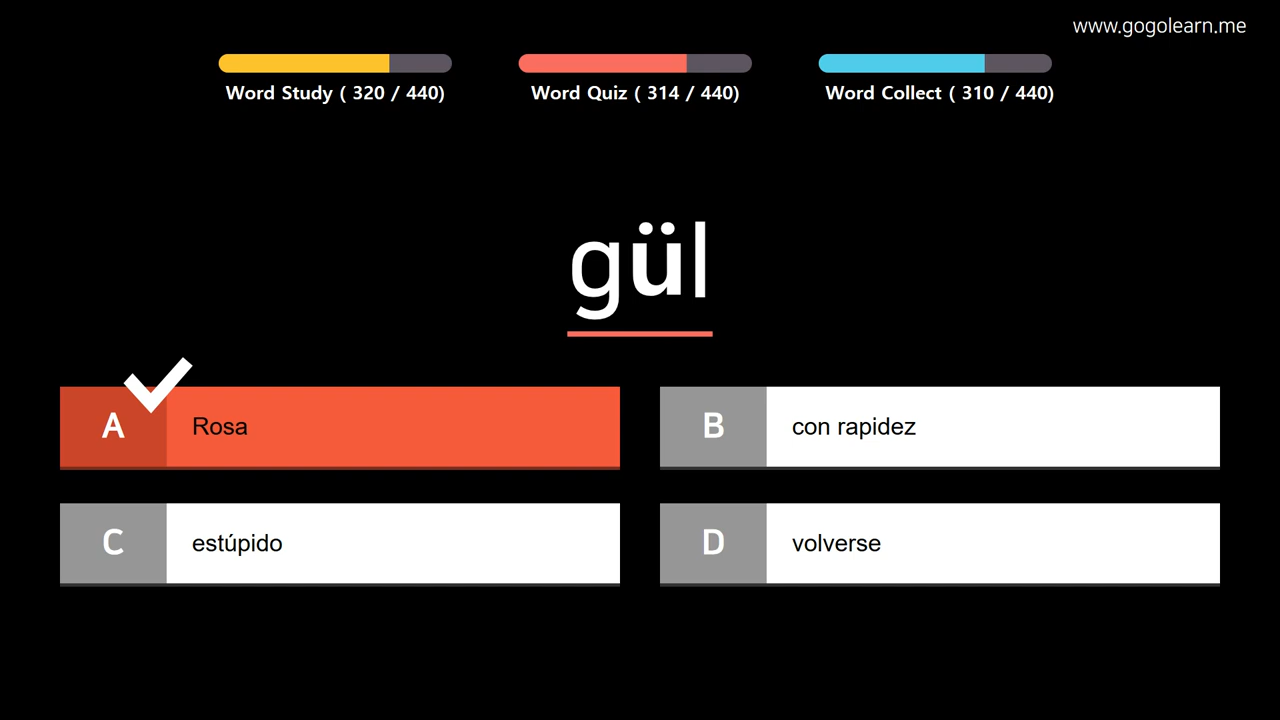 www.gogolearn.me
Word Study ( 320 / 440)
Word Quiz ( 314 / 440)
Word Collect ( 310 / 440)
gül
A Rosa
B con rapidez
C estúpido
D volverse